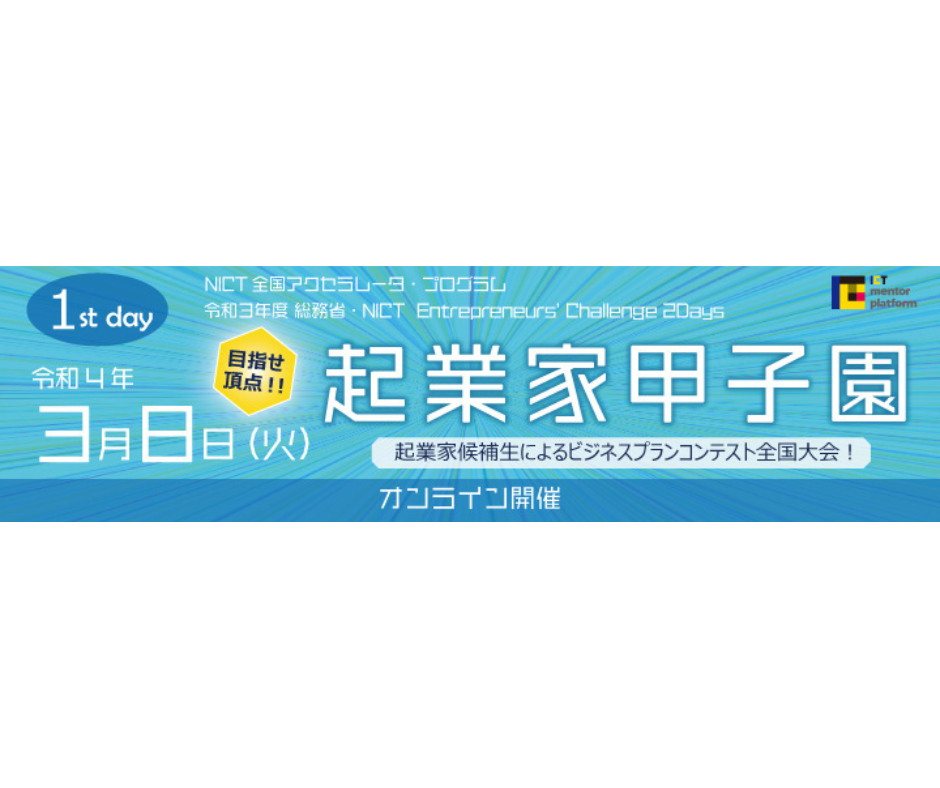 1st day
NICT 全国アクセラレータ・プログラム
令和3年度 総務省・NICT Entrepreneurs' Challenge 2Days
ICT
mentor
platform
令和4年
3月8日(火)
目指せ
頂点!!
起業家甲子園
起業家候補生によるビジネスプランコンテスト全国大会!
オンライン開催